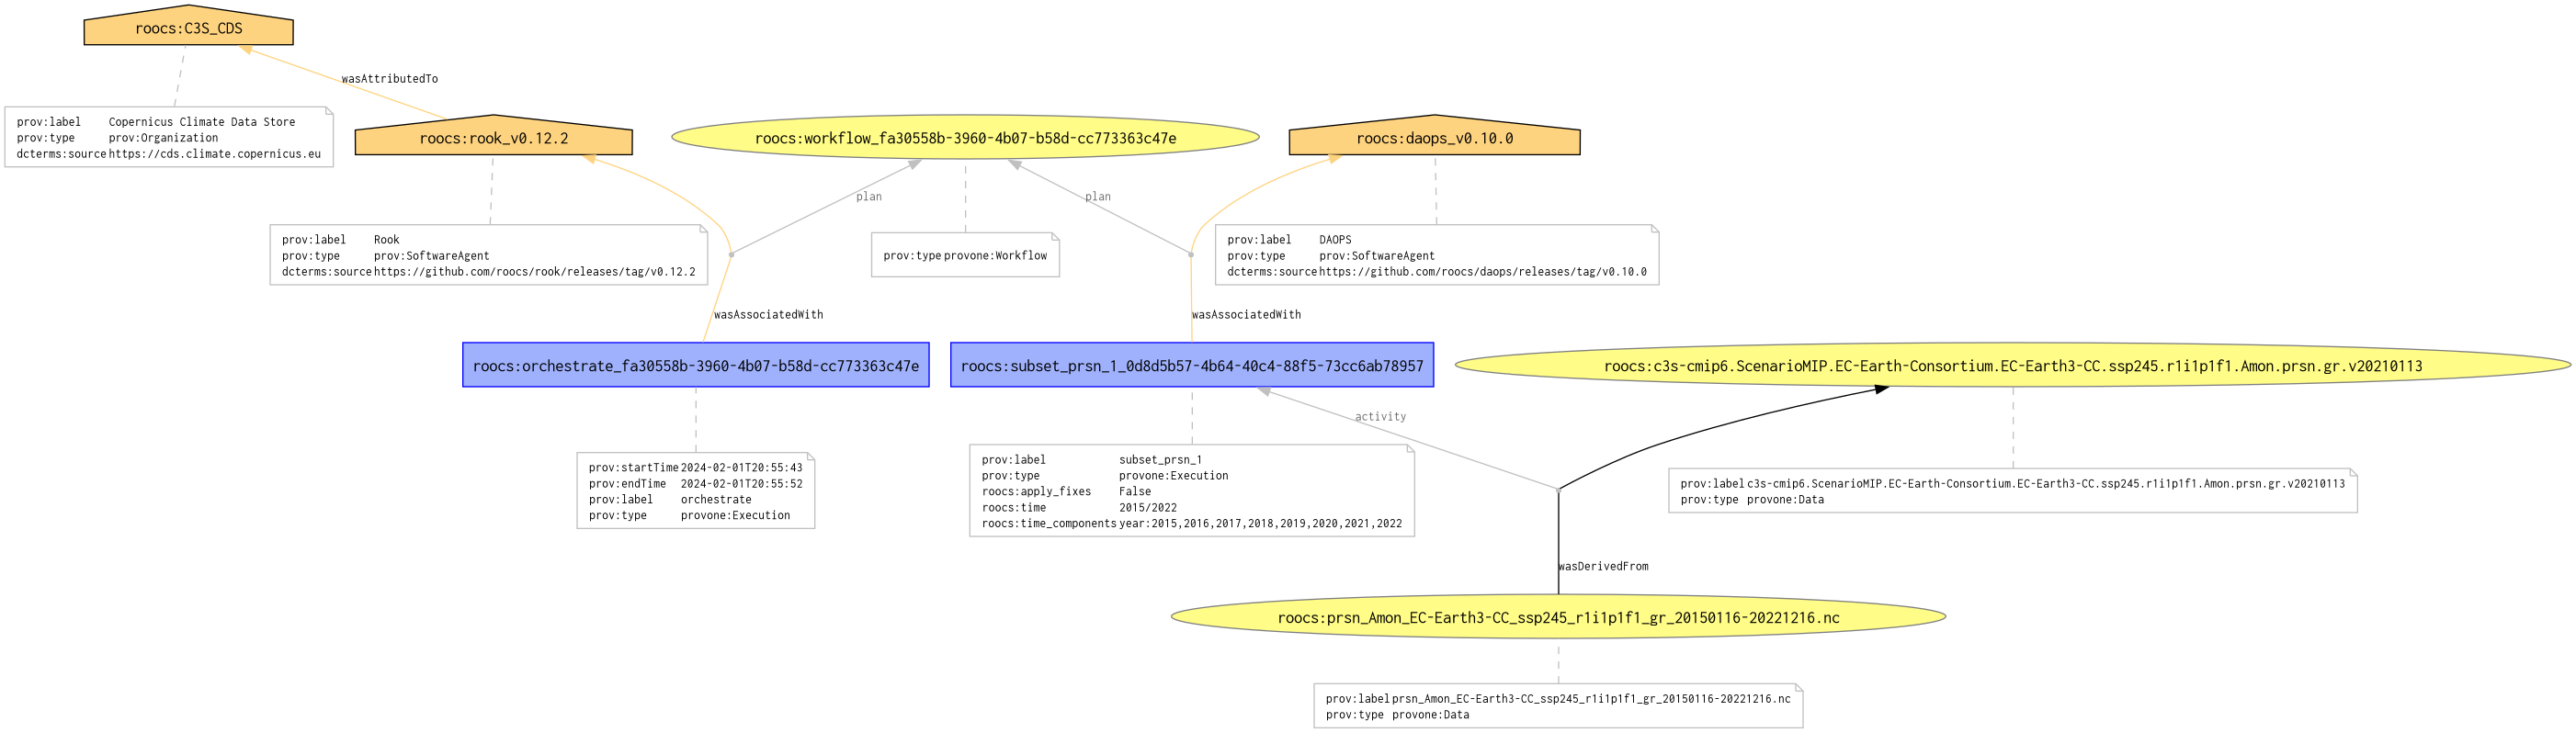 roocs:C3S_CDS
wasAttributedTo
prov:label Copernicus Climate Data Store
prov:type prov:Organization
dcterms:source https://cds.climate.copernicus.eu
roocs:rook_v0.12.2
roocs:workflow_fa30558b-3960-4b07-b58d-cc773363c47e
roocs:daops_v0.10.0
plan
plan
prov:label Rook
prov:type prov:SoftwareAgent
dcterms:source https://github.com/roocs/rook/releases/tag/v0.12.2
prov:type provone:Workflow
prov:label DAOPS
prov:type prov:SoftwareAgent
dcterms:source https://github.com/roocs/daops/releases/tag/v0.10.0
wasAssociatedWith
wasAssociatedWith
roocs:orchestrate_fa30558b-3960-4b07-b58d-cc773363c47e
roocs:subset_prsn_1_0d8d5b57-4b64-40c4-88f5-73cc6ab78957
roocs:c3s-cmip6.ScenarioMIP.EC-Earth-Consortium.EC-Earth3-CC.ssp245.r1i1p1f1.Amon.prsn.gr.v20210113
activity
prov:startTime 2024-02-01T20:55:43
prov:endTime 2024-02-01T20:55:52
prov:label orchestrate
prov:type provone:Execution
prov:label subset_prsn_1
prov:type provone:Execution
roocs:apply_fixes False
roocs:time 2015/2022
roocs:time_components year:2015,2016,2017,2018,2019,2020,2021,2022
prov:label c3s-cmip6.ScenarioMIP.EC-Earth-Consortium.EC-Earth3-CC.ssp245.r1i1p1f1.Amon.prsn.gr.v20210113
prov:type provone:Data
wasDerivedFrom
roocs:prsn_Amon_EC-Earth3-CC_ssp245_r1i1p1f1_gr_20150116-20221216.nc
prov:label prsn_Amon_EC-Earth3-CC_ssp245_r1i1p1f1_gr_20150116-20221216.nc
prov:type provone:Data